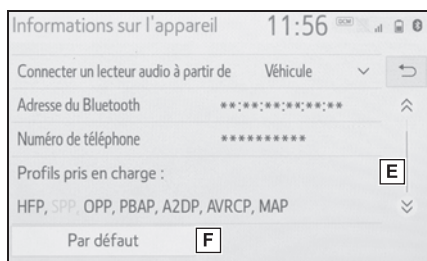 Informations sur l'appareil 11:56 DCM
Connecter un lecteur audio à partir de Véhicule
Adresse du Bluetooth **:**:**:**:**:**
Numéro de téléphone **********
Profils pris en charge :
E
HFP, SPP, OPP, PBAP, A2DP, AVRCP, MAP
Par défaut F